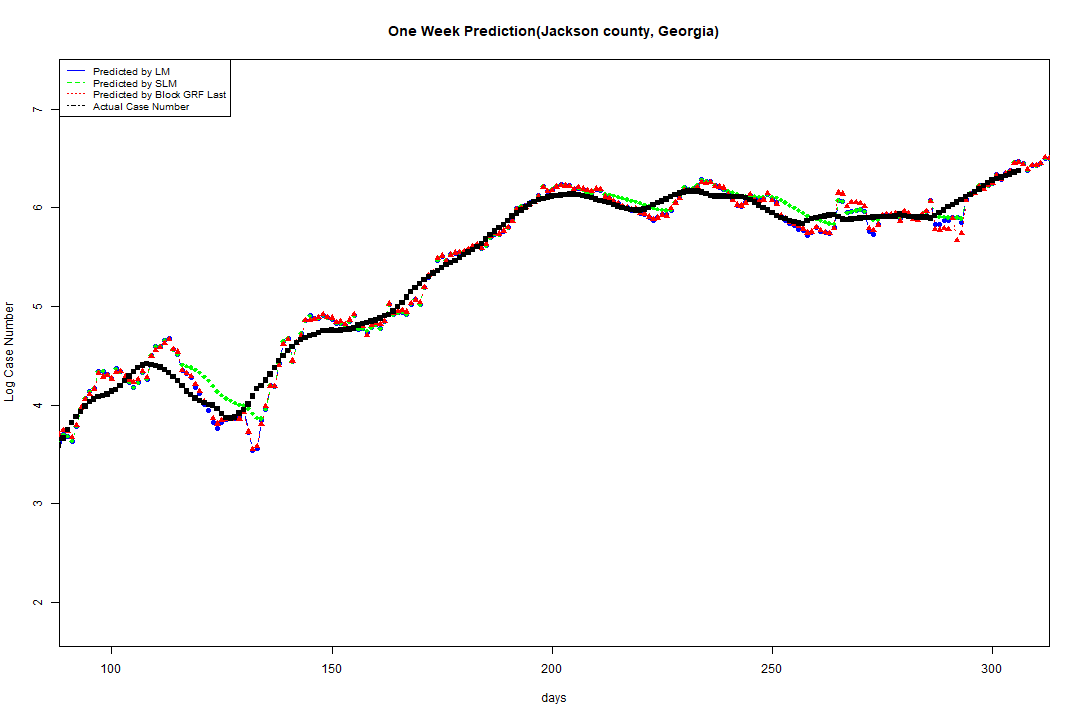 One Week Prediction(Jackson county, Georgia)
Predicted by LM
Predicted by SLM
Predicted by Block GRF Last
Actual Case Number
7
6
5
4
3
2
Log Case Number
100 150 200 250 300
days